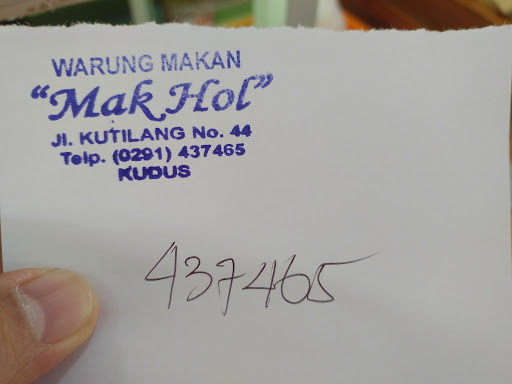 WARUNG MAKAN
"Mak Hol"
Jl. KUTILANG No. 44
Telp. (0291) 437465
KUDUS
437465